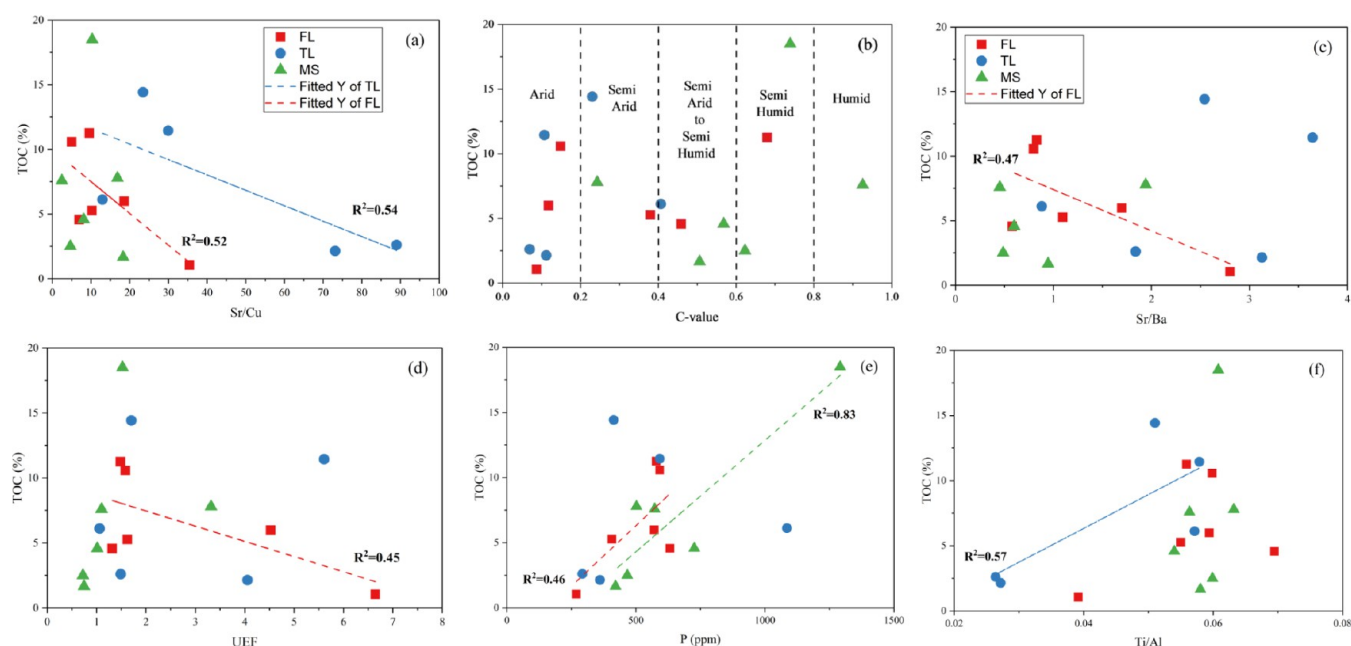 20
15
10
5
0
TOC (%)
FL
TL
MS
Fitted Y of TL
Fitted Y of FL
(a)
R²=0.54
R²=0.52
0 10 20 30 40 50 60 70 80 90 100
Sr/Cu
20
15
10
5
0
TOC (%)
(b)
Arid
Semi
Arid
Semi
Arid
to
Semi
Humid
Semi
Humid
Humid
0.0 0.2 0.4 0.6 0.8 1.0
C-value
20
15
10
5
0
TOC (%)
FL
TL
MS
Fitted Y of FL
(c)
R²=0.47
0 1 2 3 4
Sr/Ba
20
15
10
5
0
TOC (%)
(d)
R²=0.45
0 1 2 3 4 5 6 7 8
UEF
20
15
10
5
0
TOC (%)
(e)
R²=0.83
R²=0.46
0 500 1000 1500
P (ppm)
20
15
10
5
0
TOC (%)
(f)
R²=0.57
0.02 0.04 0.06 0.08
Ti/Al